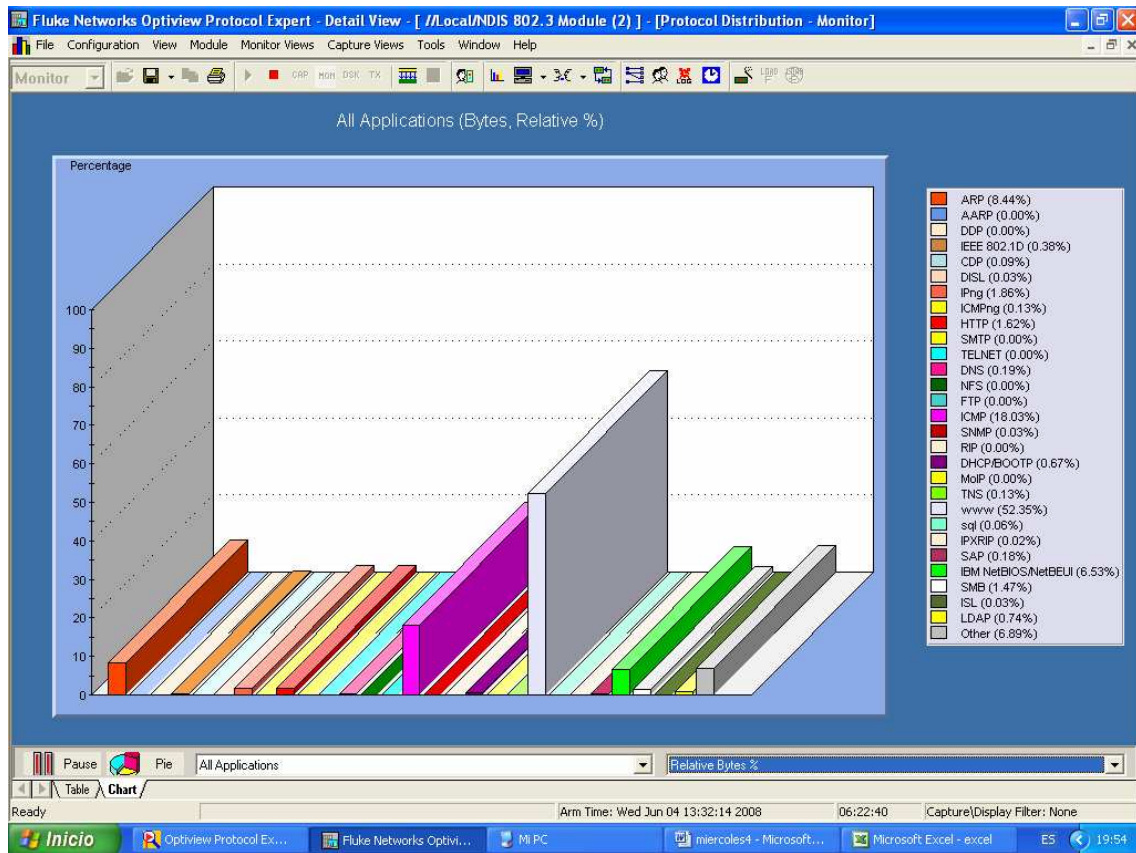 Fluke Networks Optiview Protocol Expert - Detail View - [ //Local/NDIS 802.3 Module (2) ] - [Protocol Distribution - Monitor]
File Configuration View Module Monitor Views Capture Views Tools Window Help
Monitor CAP MON DSK TX
All Applications (Bytes, Relative %)
Percentage
100
90
80
70
60
50
40
30
20
10
0
ARP (8.44%)
AARP (0.00%)
DDP (0.00%)
IEEE 802.1D (0.38%)
CDP (0.09%)
DISL (0.03%)
IPng (1.86%)
ICMPng (0.13%)
HTTP (1.62%)
SMTP (0.00%)
TELNET (0.00%)
DNS (0.19%)
NFS (0.00%)
FTP (0.00%)
ICMP (18.03%)
SNMP (0.03%)
RIP (0.00%)
DHCP/BOOTP (0.67%)
MoIP (0.00%)
TNS (0.13%)
www (52.35%)
sql (0.06%)
IPXRIP (0.02%)
SAP (0.18%)
IBM NetBIOS/NetBEUI (6.53%)
SMB (1.47%)
ISL (0.03%)
LDAP (0.74%)
Other (6.89%)
Pause Pie All Applications Relative Bytes %
Table Chart
Ready Arm Time: Wed Jun 04 13:32:14 2008 06:22:40 Capture\Display Filter: None
Inicio Optiview Protocol Ex... Fluke Networks Optivi... Mi PC miercoles4 - Microsoft... Microsoft Excel - excel ES 19:54